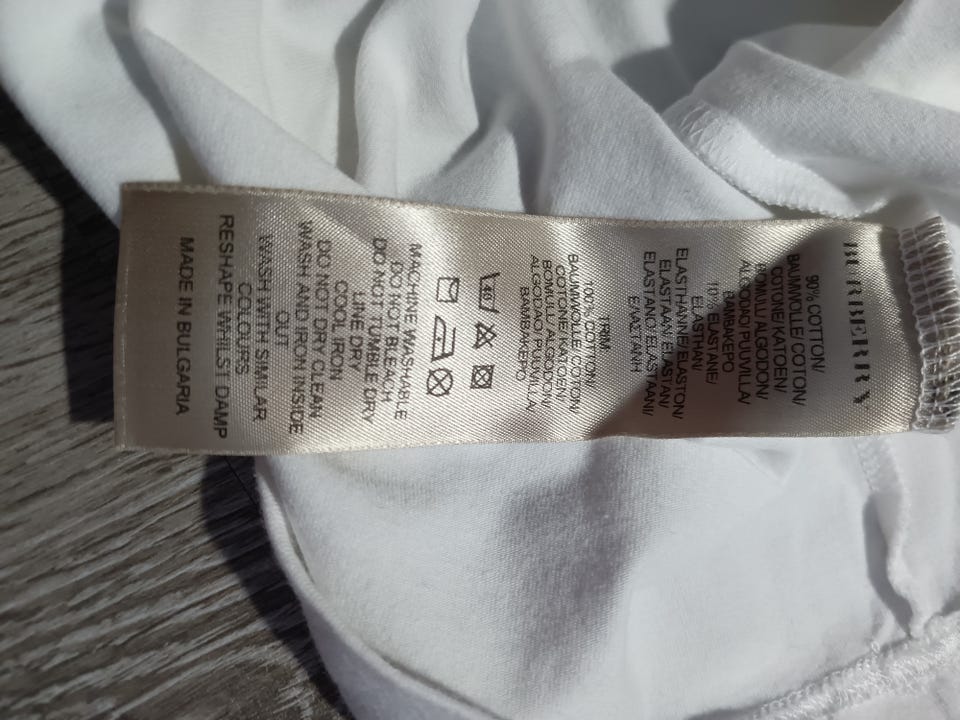 BURBERRY
90% COTTON/
BAUMWOLLE/ COTON/
COTONE/ KATOEN/
BOMULL/ ALGODON/
ALGODAO/ PUUVILLA/
BAMBAKEPO
10% ELASTANE/
ELASTHAN/
ELASTHANNE/ ELASTON/
ELASTAAN/ ELASTAN/
ELASTANO/ ELASTAANI/
ΕΛΑΣΤΑΝΗ
TRIM:
100% COTTON/
BAUMWOLLE/ COTON/
COTONE/ KATOEN/
BOMULL/ ALGODON/
ALGODAO/ PUUVILLA/
BAMBAKEPO
40
MACHINE WASHABLE
DO NOT BLEACH
DO NOT TUMBLE DRY
LINE DRY
COOL IRON
DO NOT DRY CLEAN
WASH AND IRON INSIDE
OUT
WASH WITH SIMILAR
COLOURS
RESHAPE WHILST DAMP
MADE IN BULGARIA